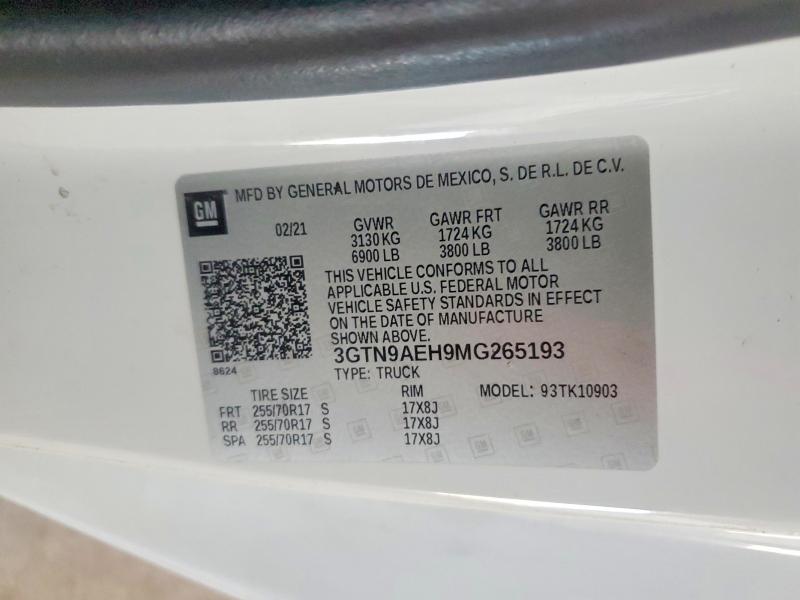 GM
MFD BY GENERAL MOTORS DE MEXICO, S. DE R.L. DE C.V.
02/21 GVWR GAWR FRT GAWR RR
3130 KG 1724 KG 1724 KG
6900 LB 3800 LB 3800 LB
THIS VEHICLE CONFORMS TO ALL
APPLICABLE U.S. FEDERAL MOTOR
VEHICLE SAFETY STANDARDS IN EFFECT
ON THE DATE OF MANUFACTURE
SHOWN ABOVE.
8624
3GTN9AEH9MG265193
TYPE: TRUCK
TIRE SIZE RIM MODEL: 93TK10903
FRT 255/70R17 S 17X8J
RR 255/70R17 S 17X8J
SPA 255/70R17 S 17X8J